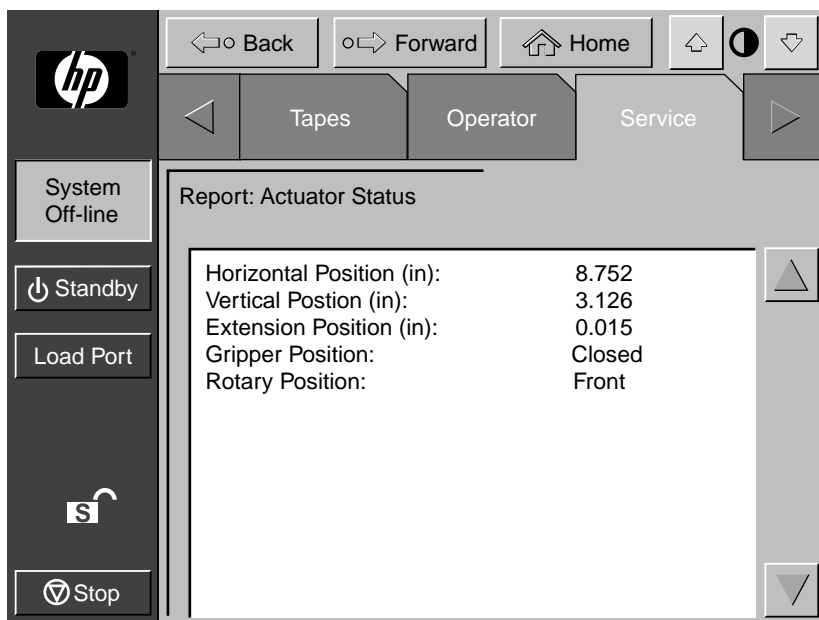 hp
Back
Forward
Home
Tapes
Operator
Service
System
Off-line
Standby
Load Port
S
Stop
Report: Actuator Status
Horizontal Position (in): 8.752
Vertical Postion (in): 3.126
Extension Position (in): 0.015
Gripper Position: Closed
Rotary Position: Front